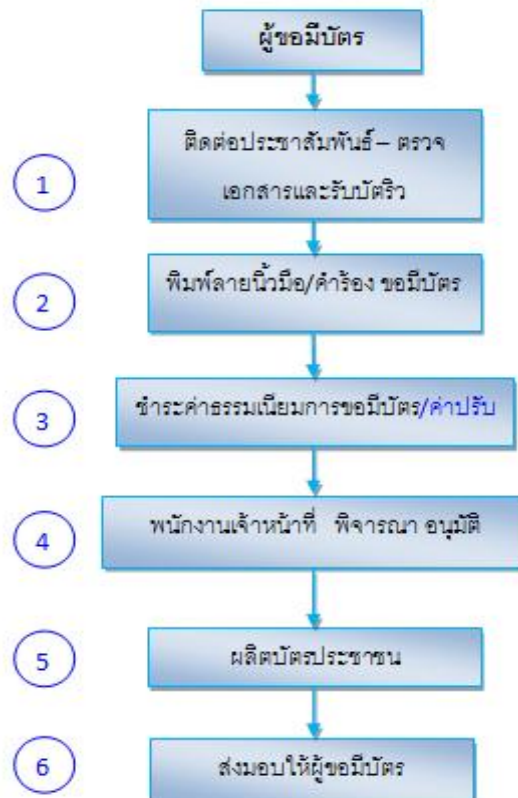 ผู้ขอมีบัตร
1
ติดต่อประชาสัมพันธ์– ตรวจ
เอกสารและรับบัตริว
2
พิมพ์ลายนิ้วมือ/คำร้อง ขอมีบัตร
3
ชำระค่าธรรมเนียมการขอมีบัตร/ค่าปรับ
4
พนักงานเจ้าหน้าที่ พิจารณา อนุมัติ
5
ผลิตบัตรประชาชน
6
ส่งมอบให้ผู้ขอมีบัตร